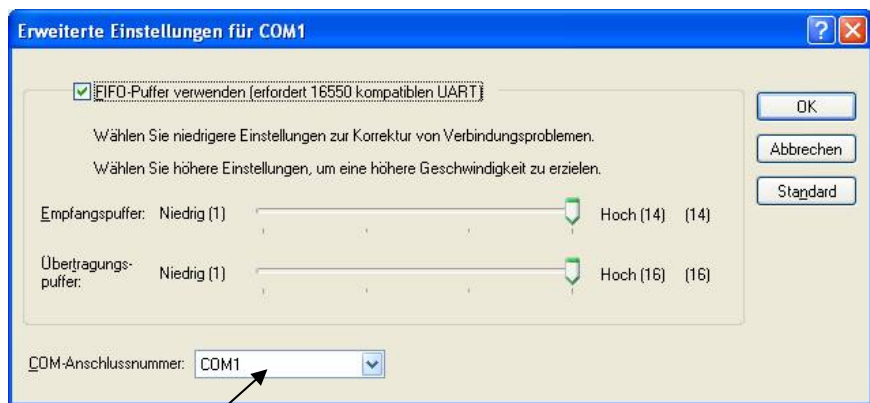 Erweiterte Einstellungen für COM1
FIFO-Puffer verwenden (erfordert 16550 kompatiblen UART)
OK
Wählen Sie niedrigere Einstellungen zur Korrektur von Verbindungsproblemen.
Abbrechen
Wählen Sie höhere Einstellungen, um eine höhere Geschwindigkeit zu erzielen.
Standard
Empfangspuffer: Niedrig (1) Hoch (14) (14)
Übertragungs-
puffer: Niedrig (1) Hoch (16) (16)
COM-Anschlussnummer: COM1